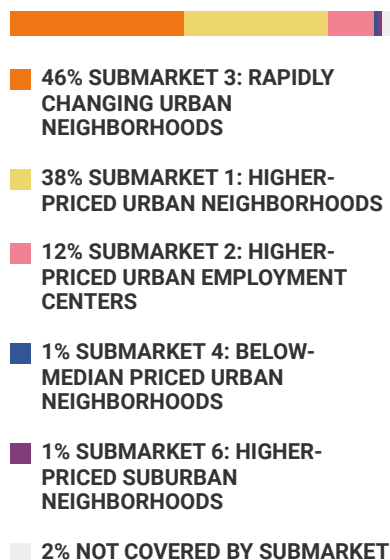 46% SUBMARKET 3: RAPIDLY
CHANGING URBAN
NEIGHBORHOODS
38% SUBMARKET 1: HIGHER-
PRICED URBAN NEIGHBORHOODS
12% SUBMARKET 2: HIGHER-
PRICED URBAN EMPLOYMENT
CENTERS
1% SUBMARKET 4: BELOW-
MEDIAN PRICED URBAN
NEIGHBORHOODS
1% SUBMARKET 6: HIGHER-
PRICED SUBURBAN
NEIGHBORHOODS
2% NOT COVERED BY SUBMARKET